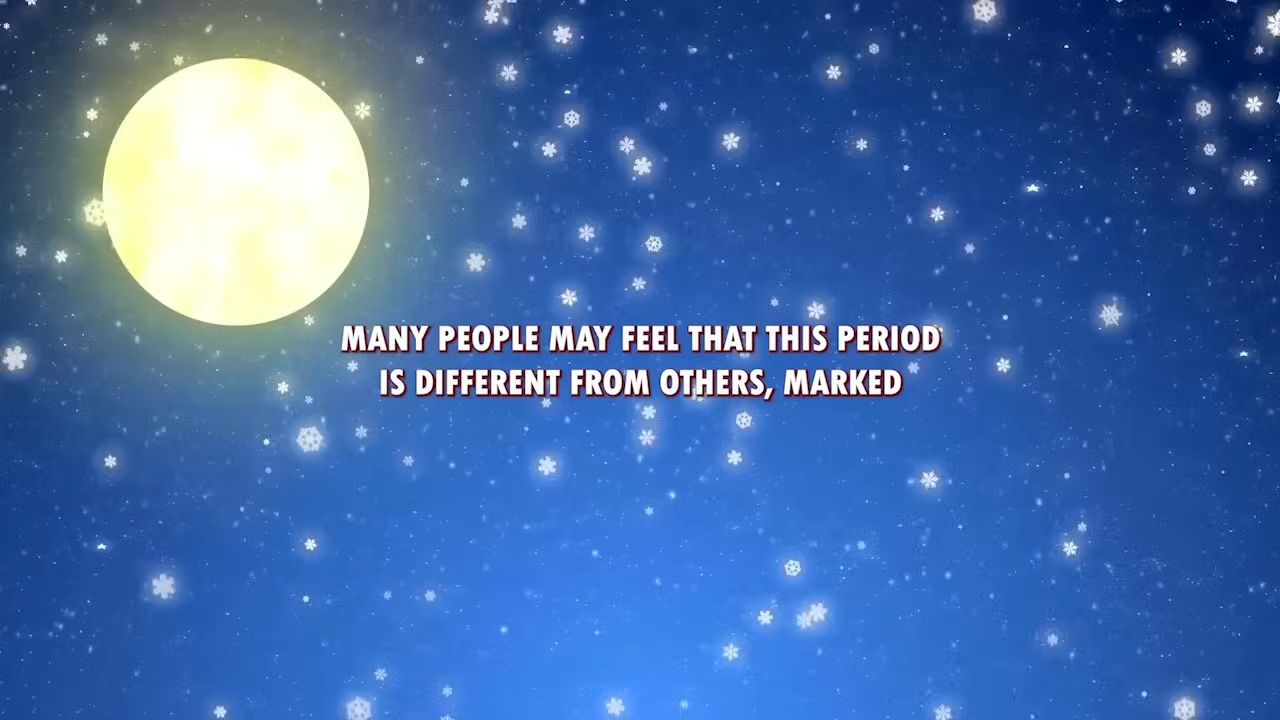 MANY PEOPLE MAY FEEL THAT THIS PERIOD
IS DIFFERENT FROM OTHERS, MARKED